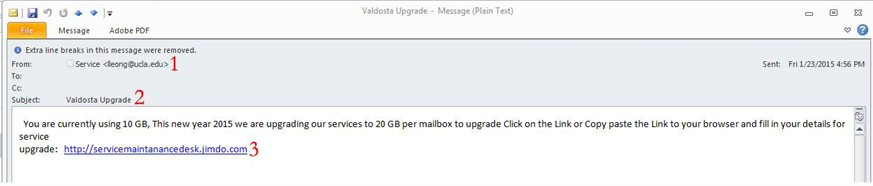 Valdosta Upgrade - Message (Plain Text)
File Message Adobe PDF
Extra line breaks in this message were removed.
From: Service <lleong@ucla.edu> 1 Sent: Fri 1/23/2015 4:56 PM
To:
Cc:
Subject: Valdosta Upgrade 2
You are currently using 10 GB, This new year 2015 we are upgrading our services to 20 GB per mailbox to upgrade Click on the Link or Copy paste the Link to your browser and fill in your details for
service
upgrade: http://servicemaintanancedesk.jimdo.com 3